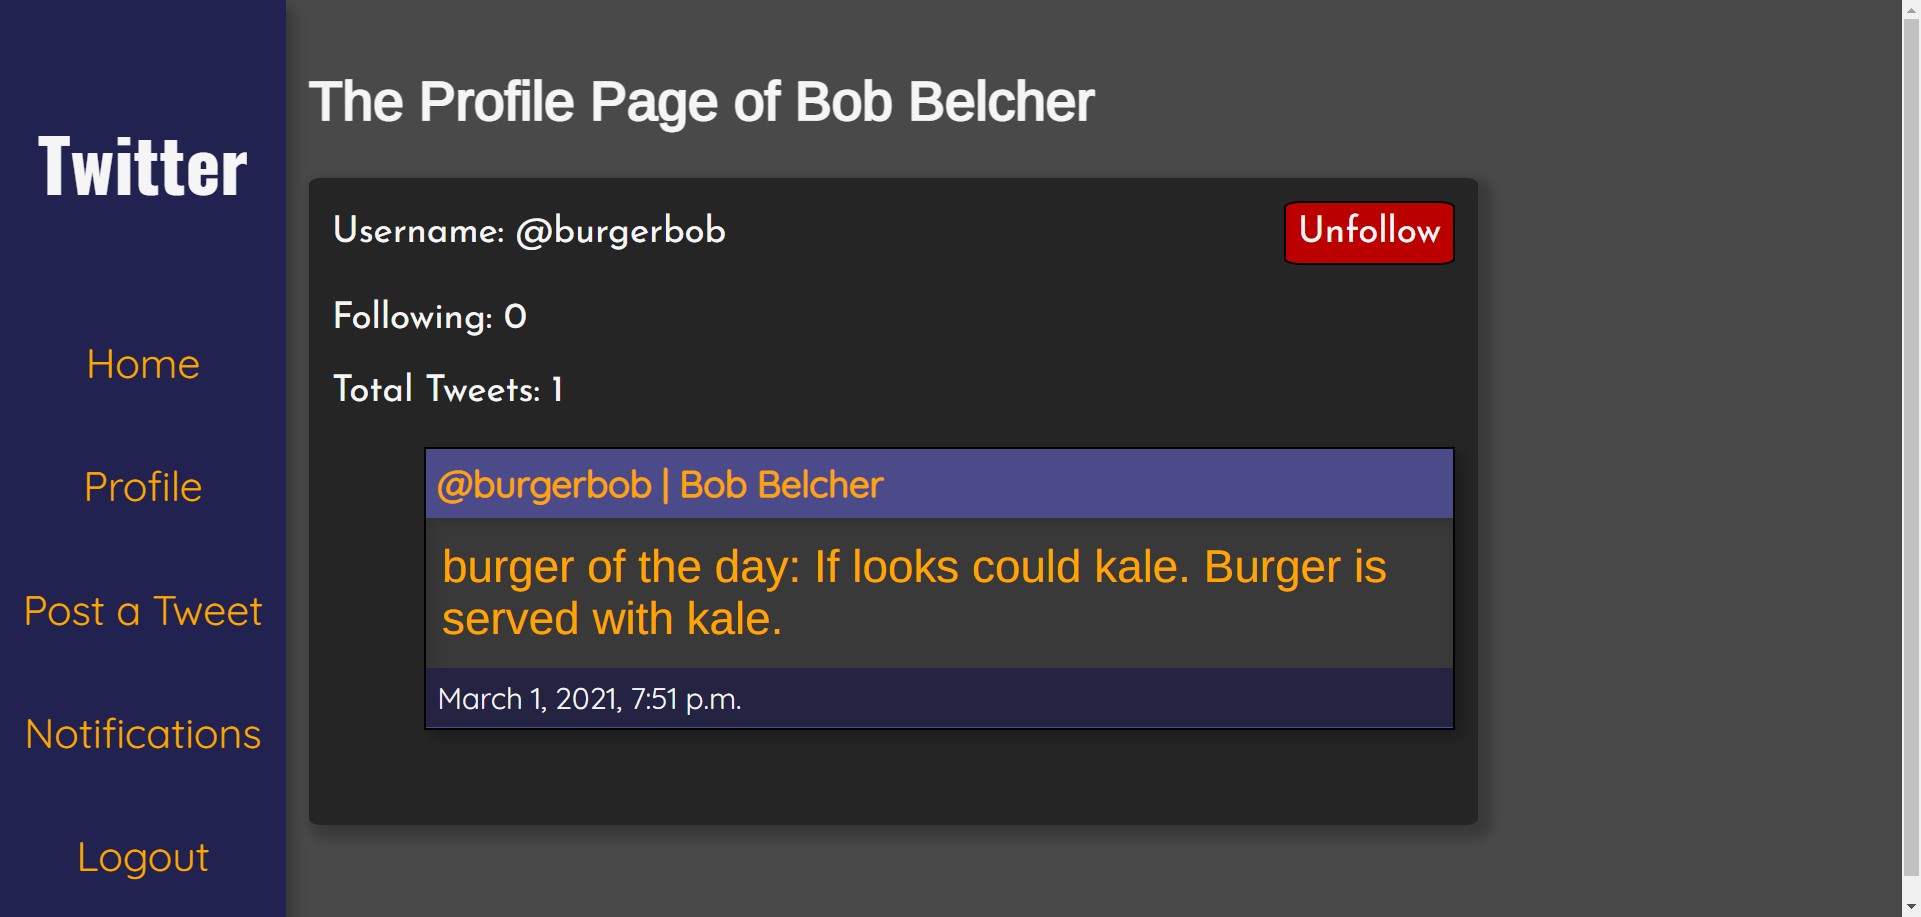 Twitter
Home
Profile
Post a Tweet
Notifications
Logout
The Profile Page of Bob Belcher
Username: @burgerbob
Unfollow
Following: 0
Total Tweets: 1
@burgerbob | Bob Belcher
burger of the day: If looks could kale. Burger is
served with kale.
March 1, 2021, 7:51 p.m.